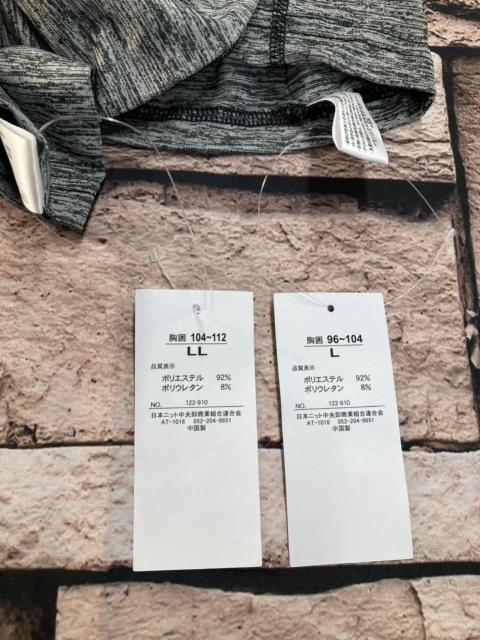 胸囲 104~112
LL
品質表示
ポリエステル 92%
ポリウレタン 8%
NO. 122-910
日本ニット中央卸商業組合連合会
AT-1016 052-204-8651
中国製
胸囲 96~104
L
品質表示
ポリエステル 92%
ポリウレタン 8%
NO. 122-910
日本ニット中央卸商業組合連合会
AT-1016 052-204-8651
中国製